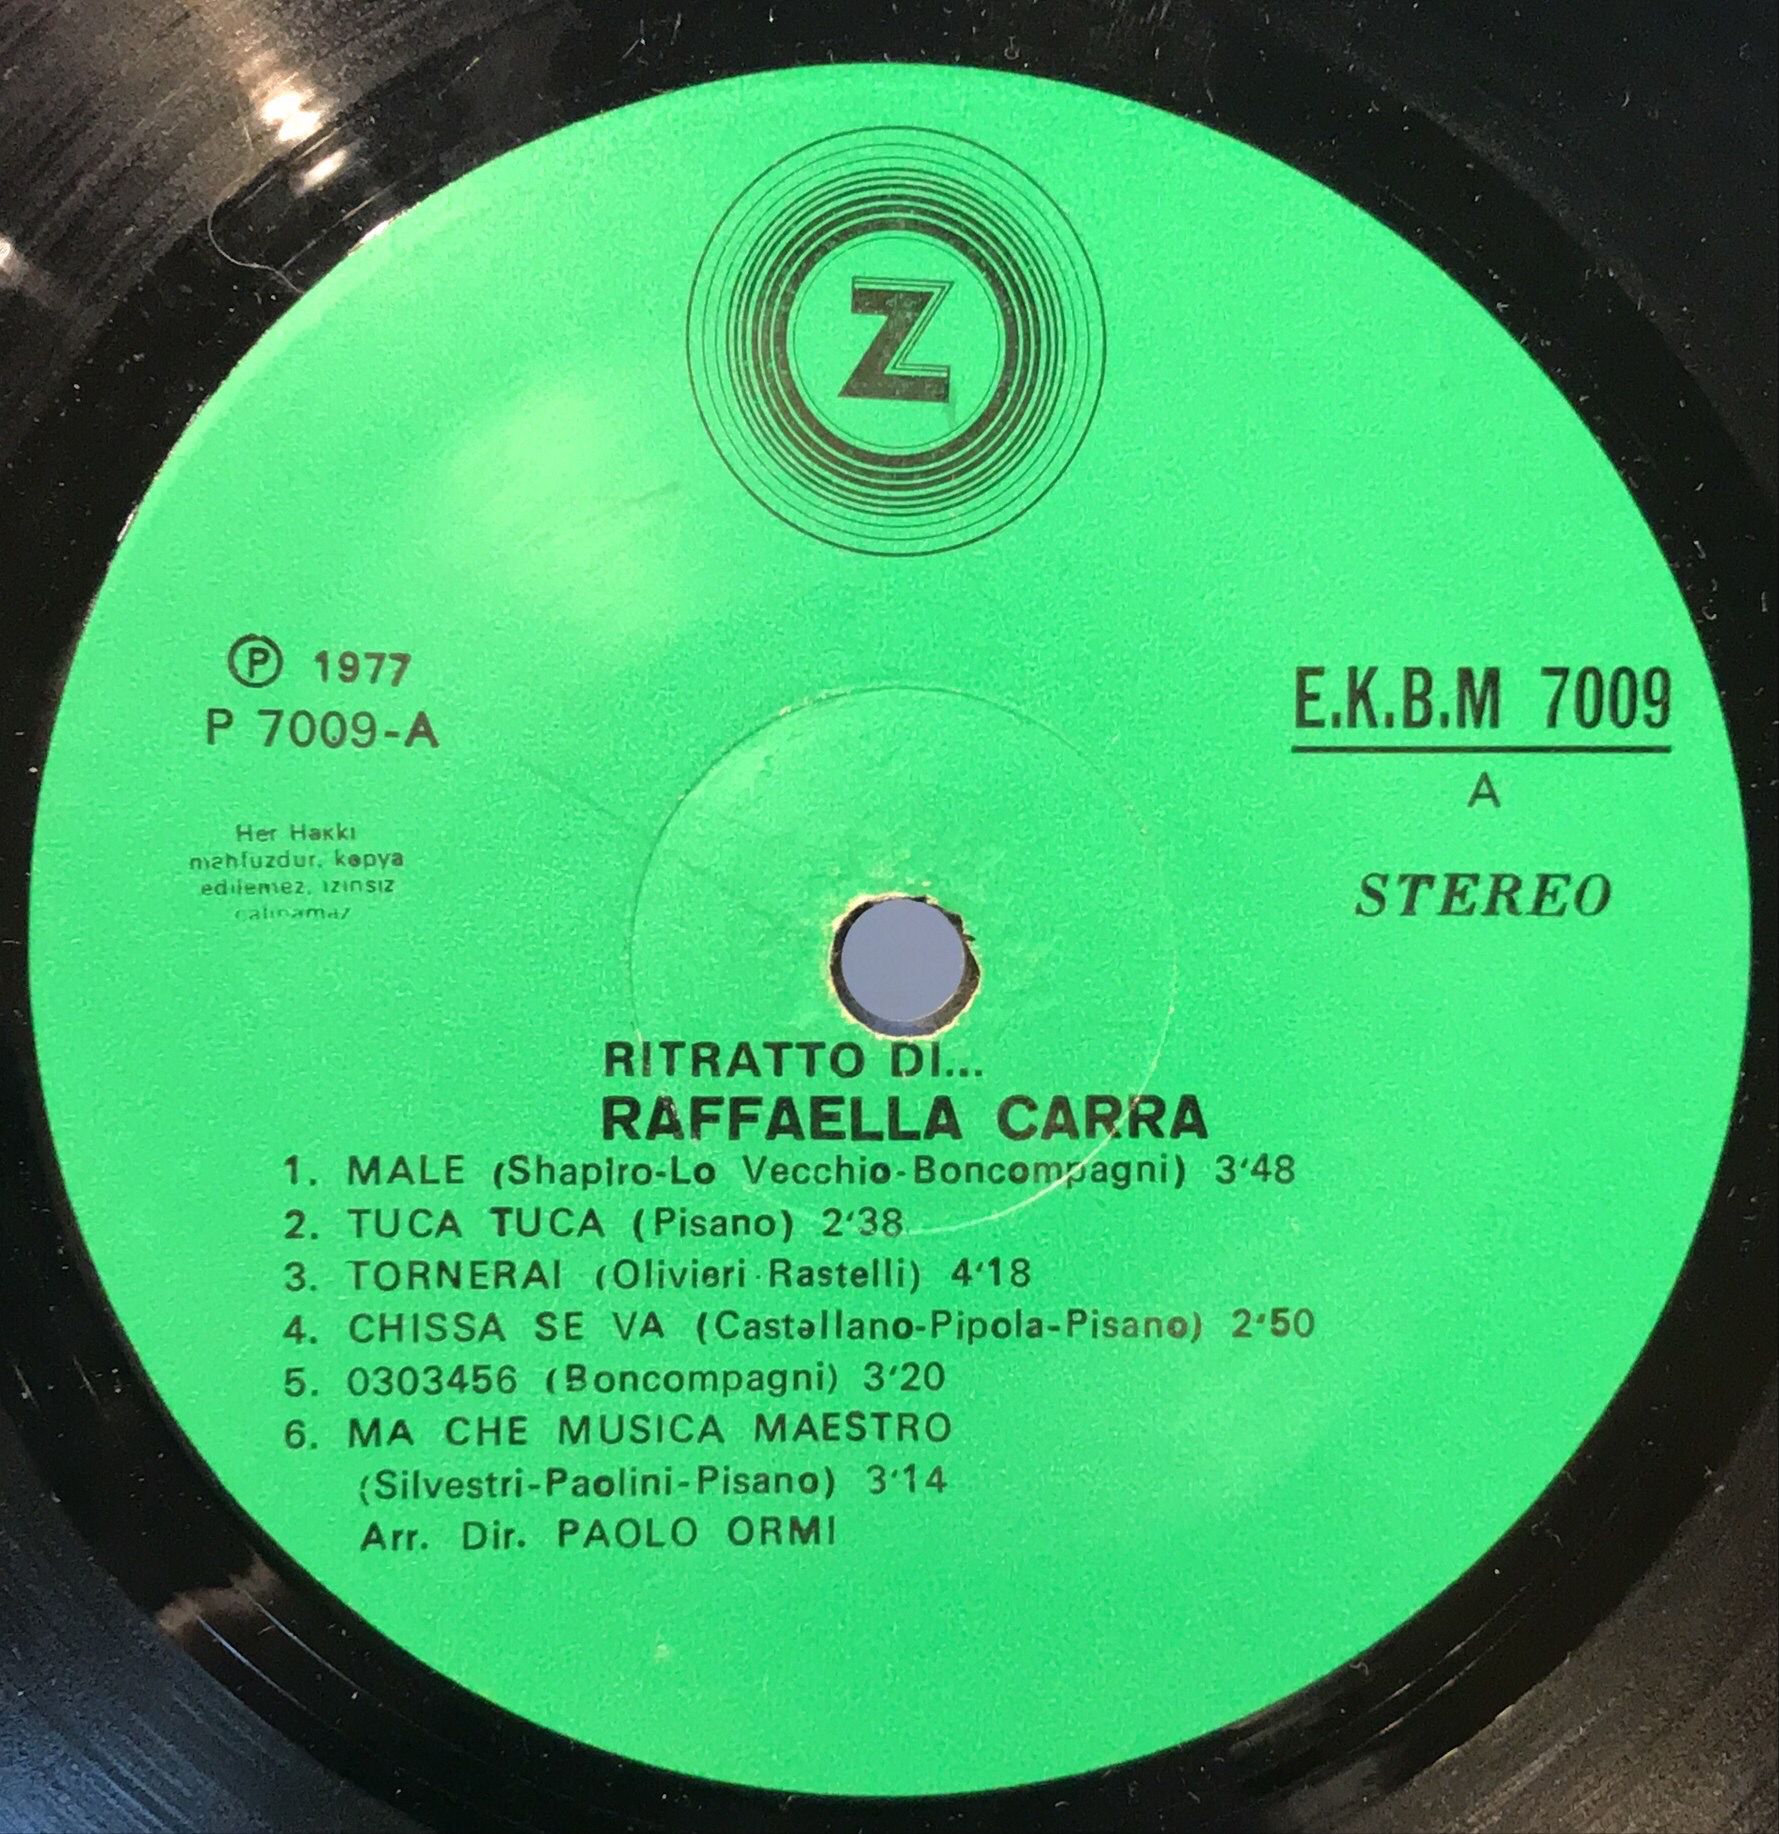 Z
Ⓟ 1977
P 7009-A
E.K.B.M 7009
A
STEREO
Her Hakkı
mahfuzdur, kopya
edilemez, izinsiz
çalınamaz
RITRATTO DI...
RAFFAELLA CARRA
1. MALE (Shapiro-Lo Vecchio-Boncompagni) 3'48
2. TUCA TUCA (Pisano) 2'38
3. TORNERAI (Olivieri-Rastelli) 4'18
4. CHISSA SE VA (Castellano-Pipola-Pisano) 2'50
5. 0303456 (Boncompagni) 3'20
6. MA CHE MUSICA MAESTRO
(Silvestri-Paolini-Pisano) 3'14
Arr. Dir. PAOLO ORMI